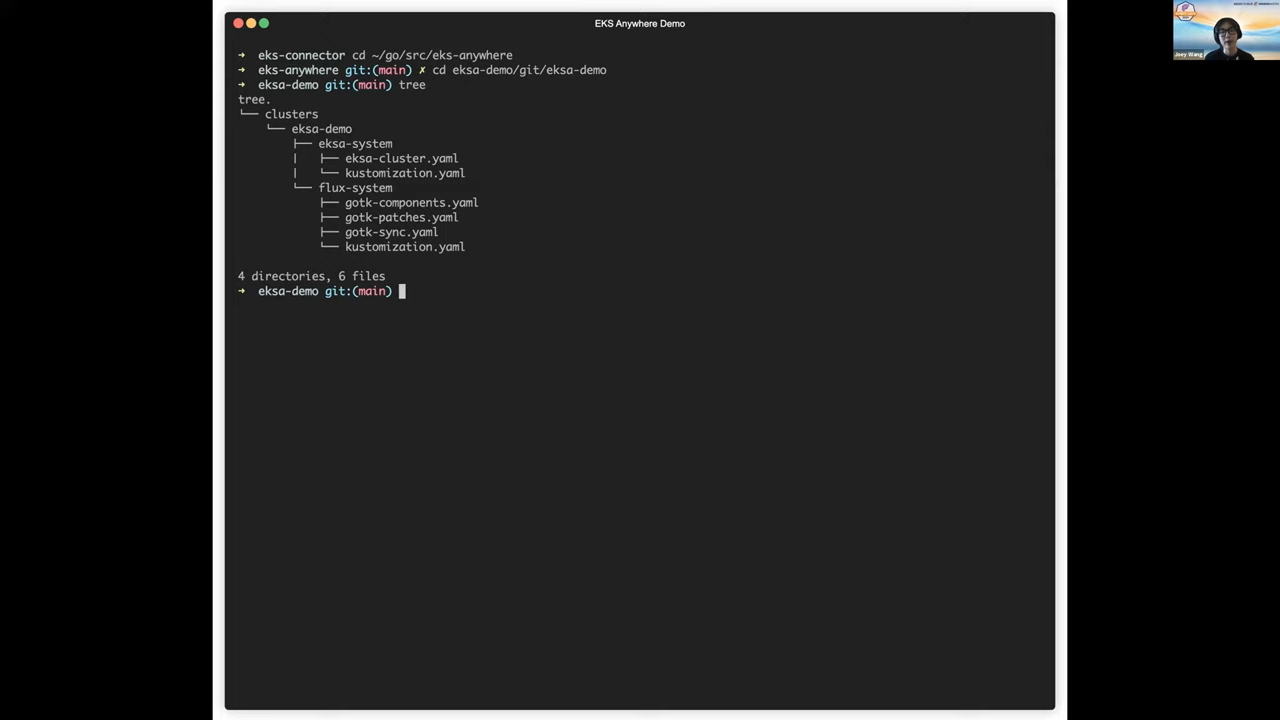 EKS Anywhere Demo
➜ eks-connector cd ~/go/src/eks-anywhere
➜ eks-anywhere git:(main) ✗ cd eksa-demo/git/eksa-demo
➜ eksa-demo git:(main) tree
tree.
└── clusters
    └── eksa-demo
        ├── eksa-system
        |   ├── eksa-cluster.yaml
        |   └── kustomization.yaml
        └── flux-system
            ├── gotk-components.yaml
            ├── gotk-patches.yaml
            ├── gotk-sync.yaml
            └── kustomization.yaml
4 directories, 6 files
➜ eksa-demo git:(main)
Joey Wang